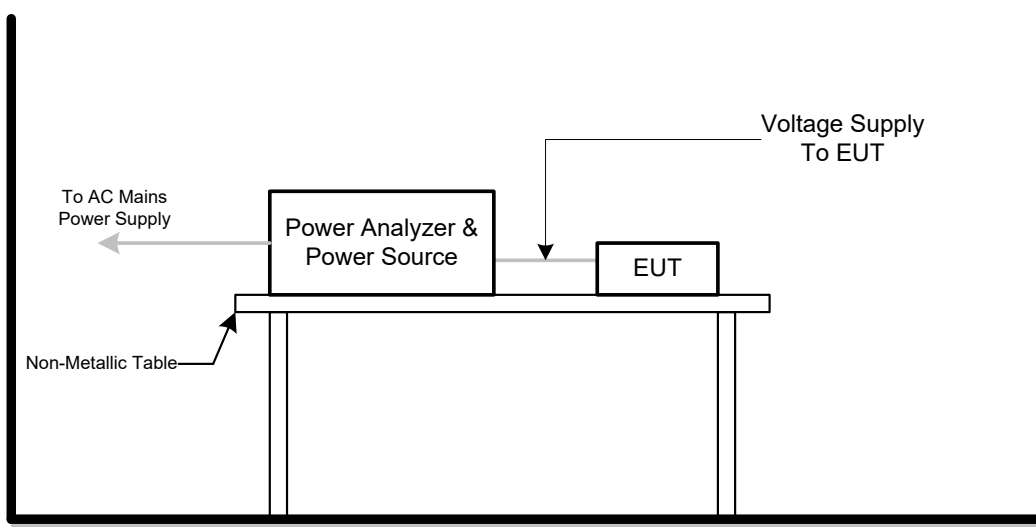 Voltage Supply
To EUT
To AC Mains
Power Supply
Power Analyzer &
Power Source
EUT
Non-Metallic Table